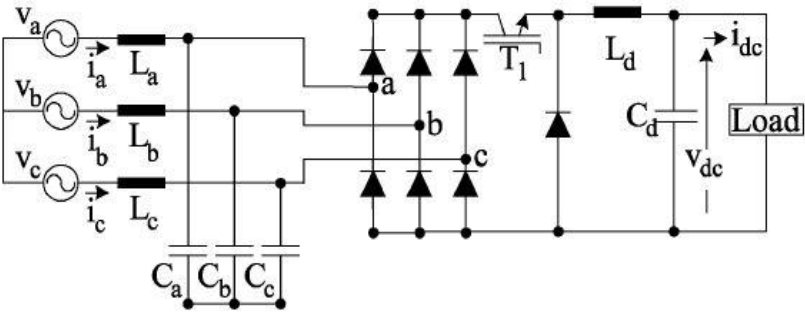 v_a
i_a
L_a
v_b
i_b
L_b
v_c
i_c
L_c
C_a
C_b
C_c
a
b
c
T_1
L_d
i_dc
C_d
v_dc
Load